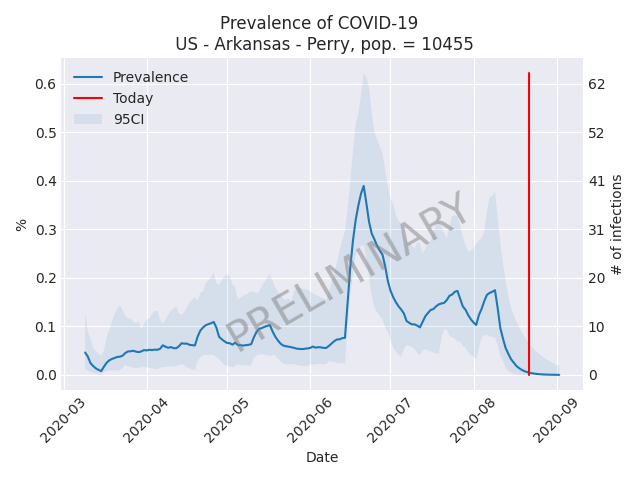 Prevalence of COVID-19
US - Arkansas - Perry, pop. = 10455
Prevalence
Today
95CI
PRELIMINARY
%
0.6
0.5
0.4
0.3
0.2
0.1
0.0
62
52
41
31
20
10
0
# of infections
2020-03
2020-04
2020-05
2020-06
2020-07
2020-08
2020-09
Date